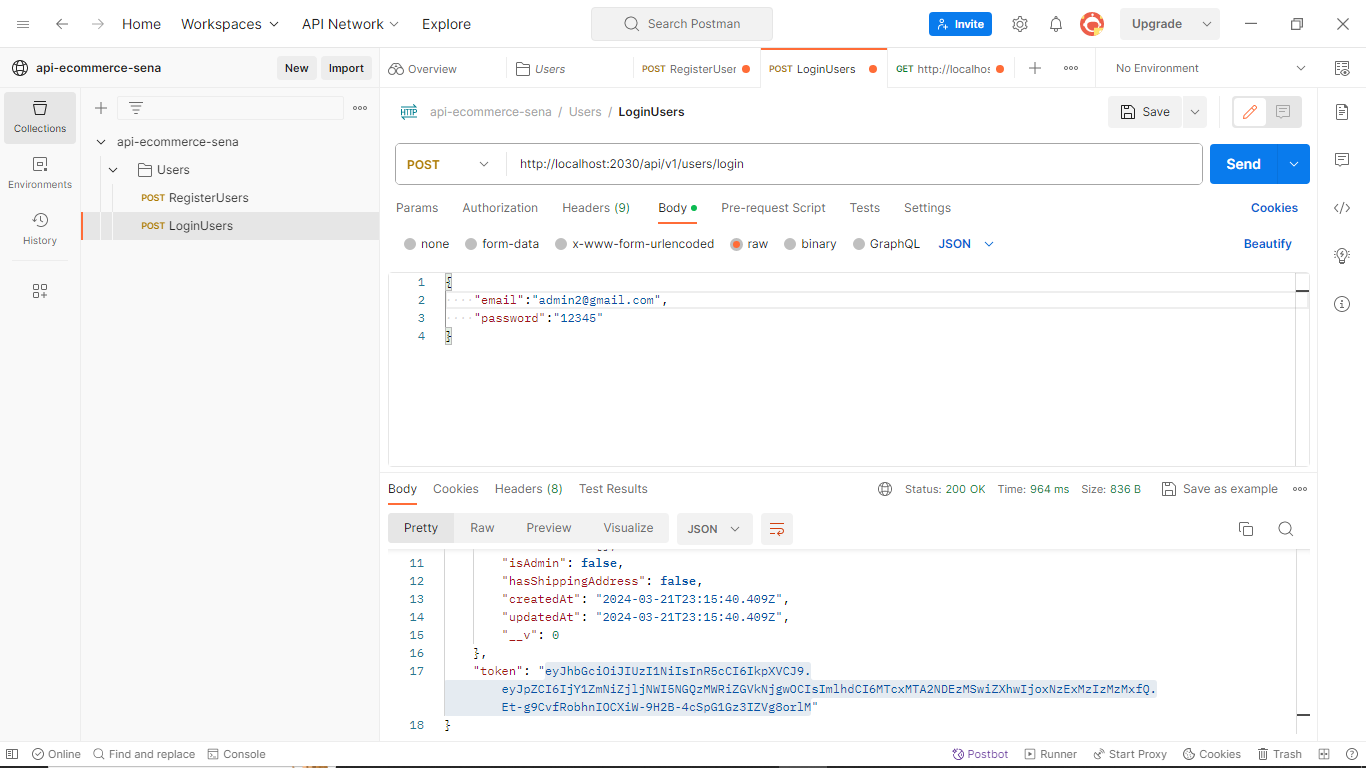 Home Workspaces API Network Explore Search Postman Invite Upgrade
api-ecommerce-sena New Import Overview Users POST RegisterUser POST LoginUsers GET http://localhos No Environment
Collections
Environments
History
api-ecommerce-sena
Users
POST RegisterUsers
POST LoginUsers
HTTP api-ecommerce-sena / Users / LoginUsers Save
POST http://localhost:2030/api/v1/users/login Send
Params Authorization Headers (9) Body Pre-request Script Tests Settings Cookies
none form-data x-www-form-urlencoded raw binary GraphQL JSON Beautify
1 {
2 "email":"admin2@gmail.com",
3 "password":"12345"
4 }
Body Cookies Headers (8) Test Results Status: 200 OK Time: 964 ms Size: 836 B Save as example
Pretty Raw Preview Visualize JSON
11 "isAdmin": false,
12 "hasShippingAddress": false,
13 "createdAt": "2024-03-21T23:15:40.409Z",
14 "updatedAt": "2024-03-21T23:15:40.409Z",
15 "__v": 0
16 },
17 "token": "eyJhbGciOiJIUzI1NiIsInR5cCI6IkpXVCJ9.
eyJpZCI6IjY1ZmNiZjljNWI5NGQzMWRiZGVkNjgwOCIsImlhdCI6MTcxMTA2NDEzMSwiZXhwIjoxNzExMzIzMzMxfQ.
Et-g9CvfRobhnIOCXiW-9H2B-4cSpG1Gz3IZVg8orlM"
18 }
Online Find and replace Console Postbot Runner Start Proxy Cookies Trash